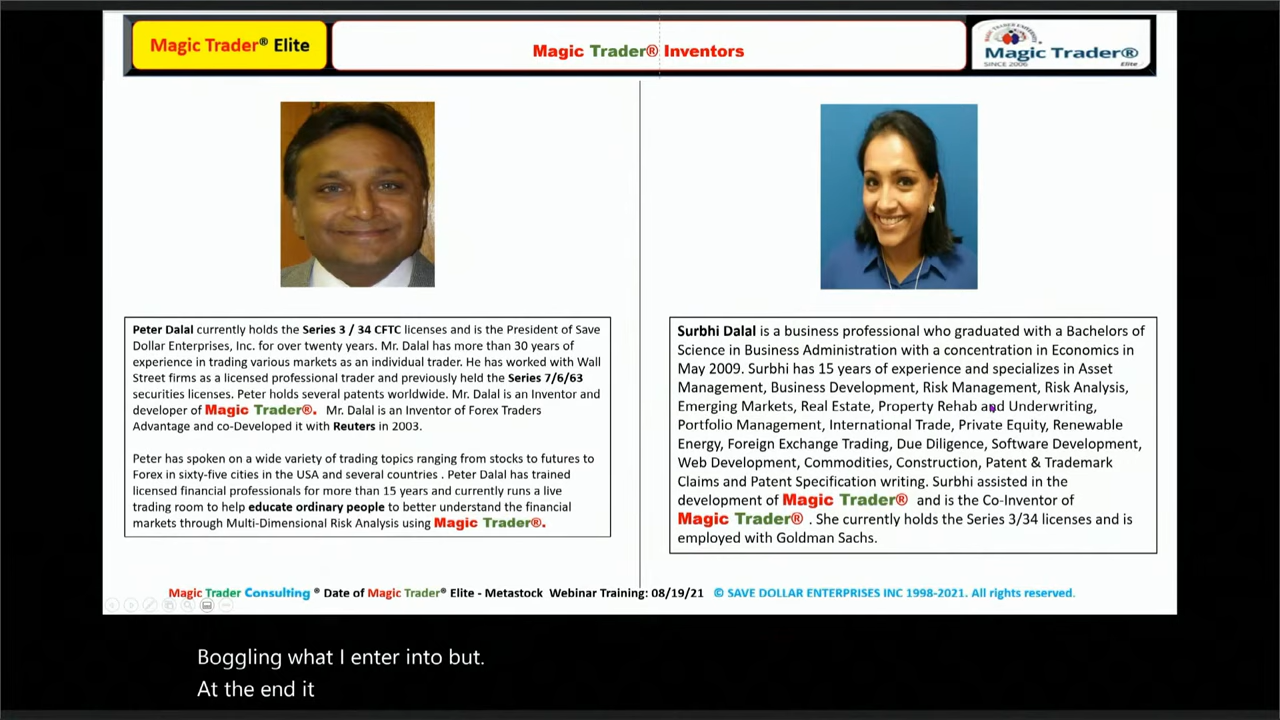 Magic Trader® Elite
Magic Trader® Inventors
MAGIC TRADER UNIVERSITY
Magic Trader®
SINCE 2006
Elite
Peter Dalal currently holds the Series 3 / 34 CFTC licenses and is the President of Save
Dollar Enterprises, Inc. for over twenty years. Mr. Dalal has more than 30 years of
experience in trading various markets as an individual trader. He has worked with Wall
Street firms as a licensed professional trader and previously held the Series 7/6/63
securities licenses. Peter holds several patents worldwide. Mr. Dalal is an Inventor and
developer of Magic Trader®. Mr. Dalal is an Inventor of Forex Traders
Advantage and co-Developed it with Reuters in 2003.
Peter has spoken on a wide variety of trading topics ranging from stocks to futures to
Forex in sixty-five cities in the USA and several countries . Peter Dalal has trained
licensed financial professionals for more than 15 years and currently runs a live
trading room to help educate ordinary people to better understand the financial
markets through Multi-Dimensional Risk Analysis using Magic Trader®.
Surbhi Dalal is a business professional who graduated with a Bachelors of
Science in Business Administration with a concentration in Economics in
May 2009. Surbhi has 15 years of experience and specializes in Asset
Management, Business Development, Risk Management, Risk Analysis,
Emerging Markets, Real Estate, Property Rehab and Underwriting,
Portfolio Management, International Trade, Private Equity, Renewable
Energy, Foreign Exchange Trading, Due Diligence, Software Development,
Web Development, Commodities, Construction, Patent & Trademark
Claims and Patent Specification writing. Surbhi assisted in the
development of Magic Trader® and is the Co-Inventor of
Magic Trader® . She currently holds the Series 3/34 licenses and is
employed with Goldman Sachs.
Magic Trader Consulting ® Date of Magic Trader® Elite - Metastock Webinar Training: 08/19/21 © SAVE DOLLAR ENTERPRISES INC 1998-2021. All rights reserved.
Boggling what I enter into but.
At the end it